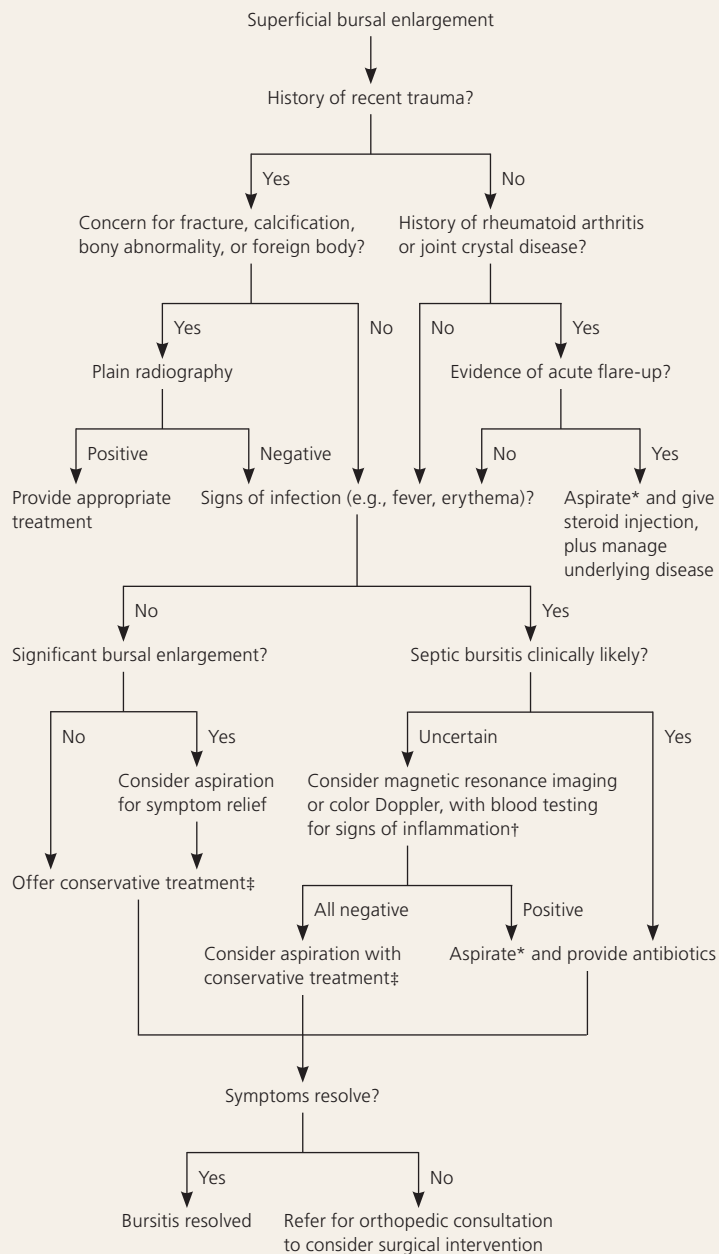 Superficial bursal enlargement
History of recent trauma?
Yes
No
Concern for fracture, calcification,
bony abnormality, or foreign body?
History of rheumatoid arthritis
or joint crystal disease?
Yes
No
No
Yes
Plain radiography
Evidence of acute flare-up?
Positive
Negative
No
Yes
Provide appropriate
treatment
Signs of infection (e.g., fever, erythema)?
Aspirate* and give
steroid injection,
plus manage
underlying disease
No
Yes
Significant bursal enlargement?
Septic bursitis clinically likely?
No
Yes
Uncertain
Yes
Consider aspiration
for symptom relief
Consider magnetic resonance imaging
or color Doppler, with blood testing
for signs of inflammation†
Offer conservative treatment‡
All negative
Positive
Consider aspiration with
conservative treatment‡
Aspirate* and provide antibiotics
Symptoms resolve?
Yes
No
Bursitis resolved
Refer for orthopedic consultation
to consider surgical intervention